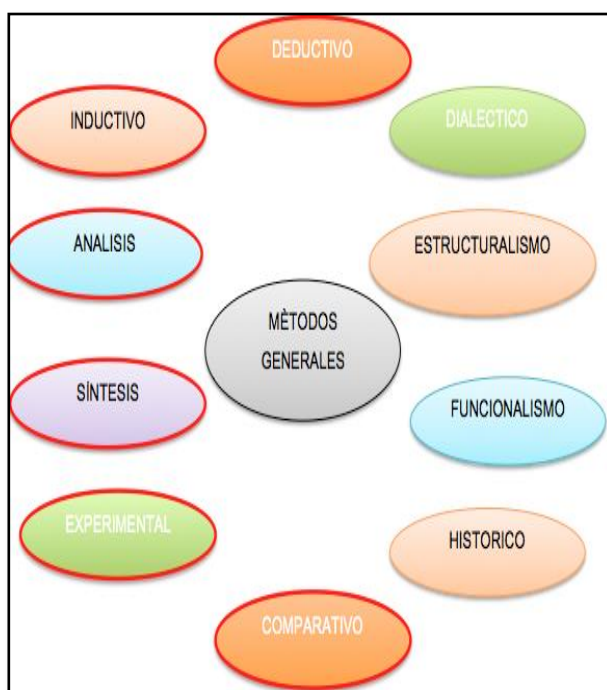 DEDUCTIVO
INDUCTIVO
DIALECTICO
ANALISIS
ESTRUCTURALISMO
MÈTODOS
GENERALES
SÍNTESIS
FUNCIONALISMO
EXPERIMENTAL
HISTORICO
COMPARATIVO